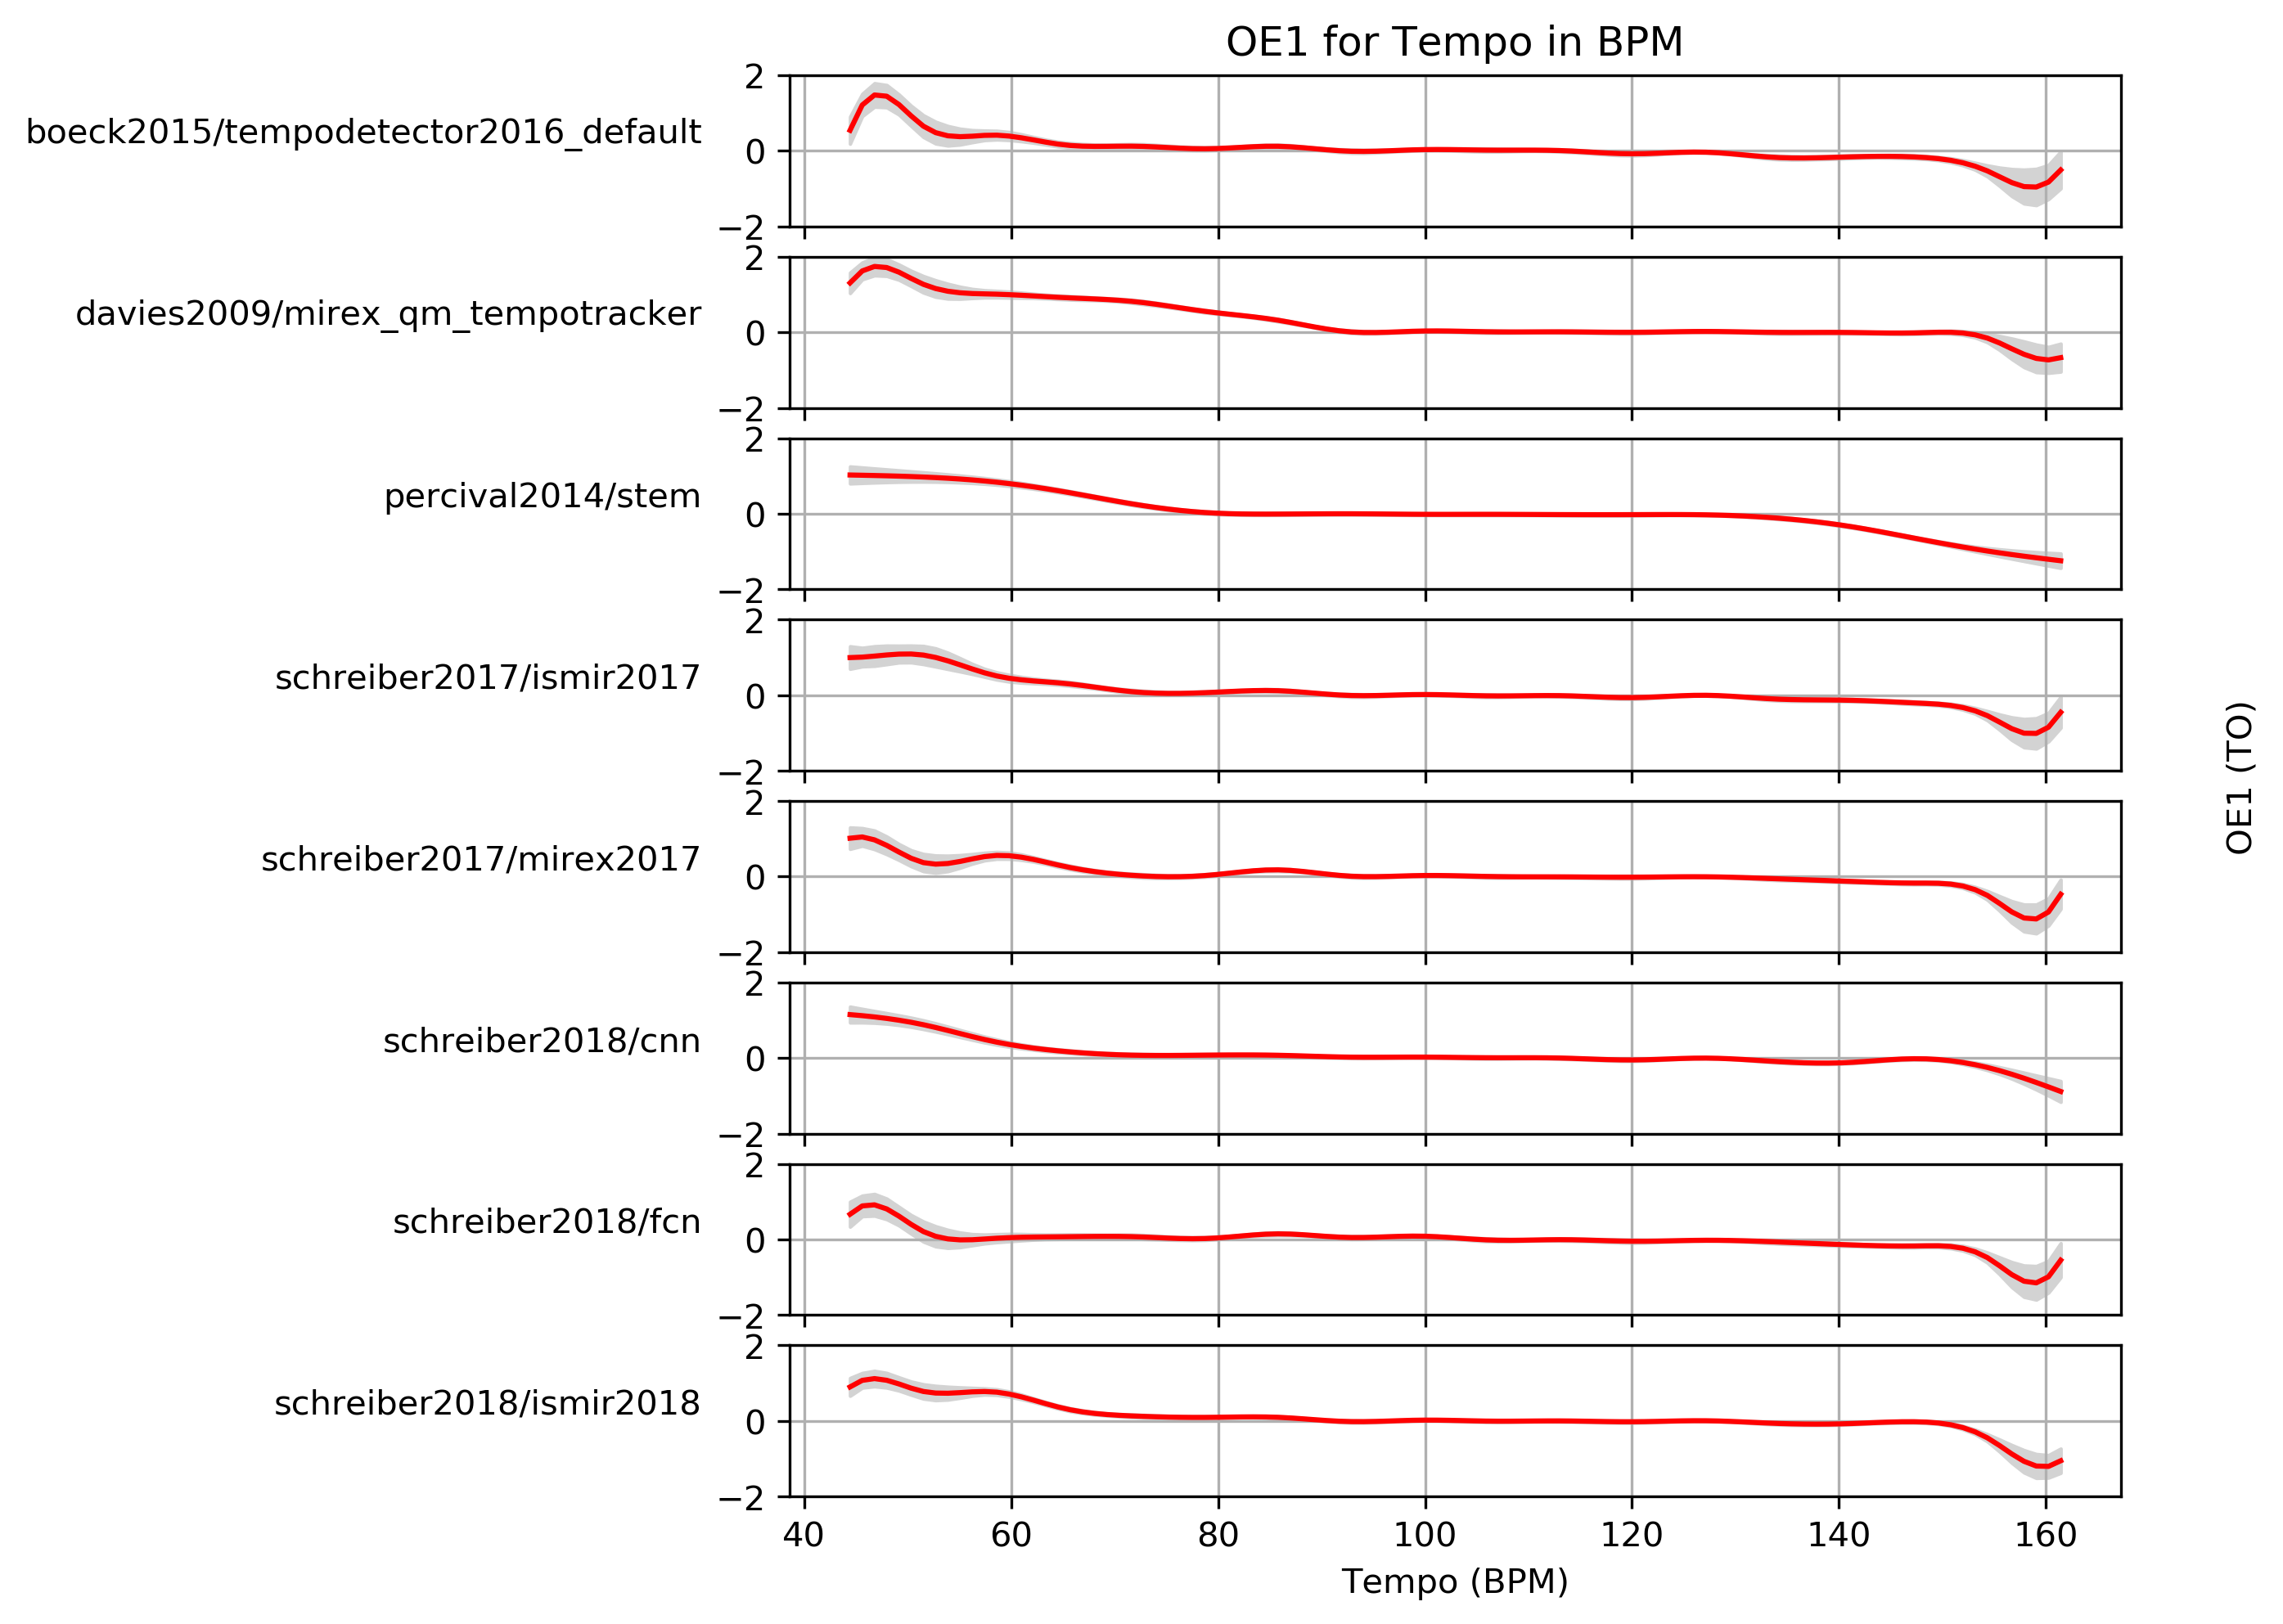 OE1 for Tempo in BPM
boeck2015/tempodetector2016_default
2
0
−2
davies2009/mirex_qm_tempotracker
2
0
−2
percival2014/stem
2
0
−2
schreiber2017/ismir2017
2
0
−2
schreiber2017/mirex2017
2
0
−2
schreiber2018/cnn
2
0
−2
schreiber2018/fcn
2
0
−2
schreiber2018/ismir2018
2
0
−2
40 60 80 100 120 140 160
Tempo (BPM)
OE1 (TO)